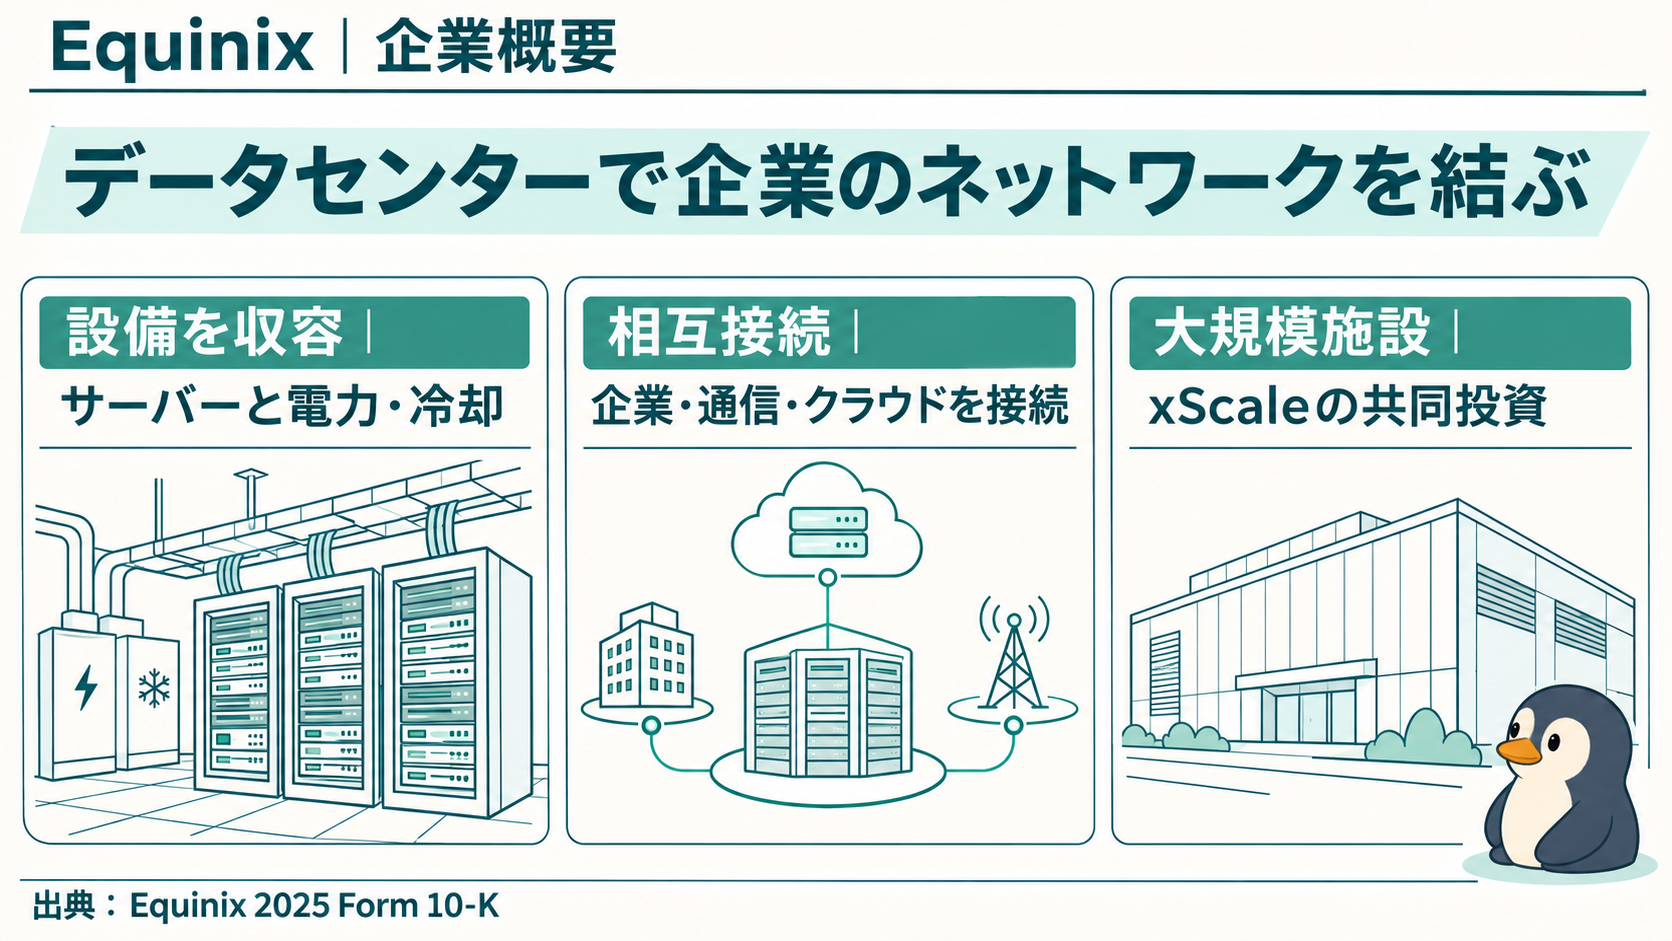 Equinix｜企業概要
データセンターで企業のネットワークを結ぶ
設備を収容｜
サーバーと電力・冷却
相互接続｜
企業・通信・クラウドを接続
大規模施設｜
xScaleの共同投資
出典：Equinix 2025 Form 10-K